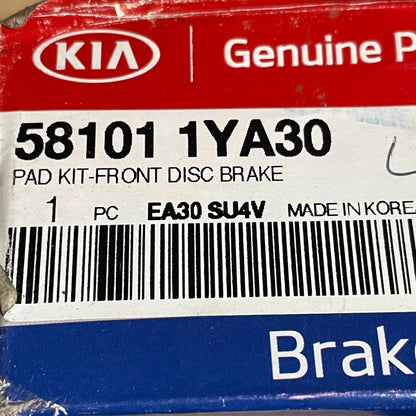 KIA
Genuine P
58101 1YA30
PAD KIT-FRONT DISC BRAKE
1 PC EA30 SU4V MADE IN KOREA
Brake